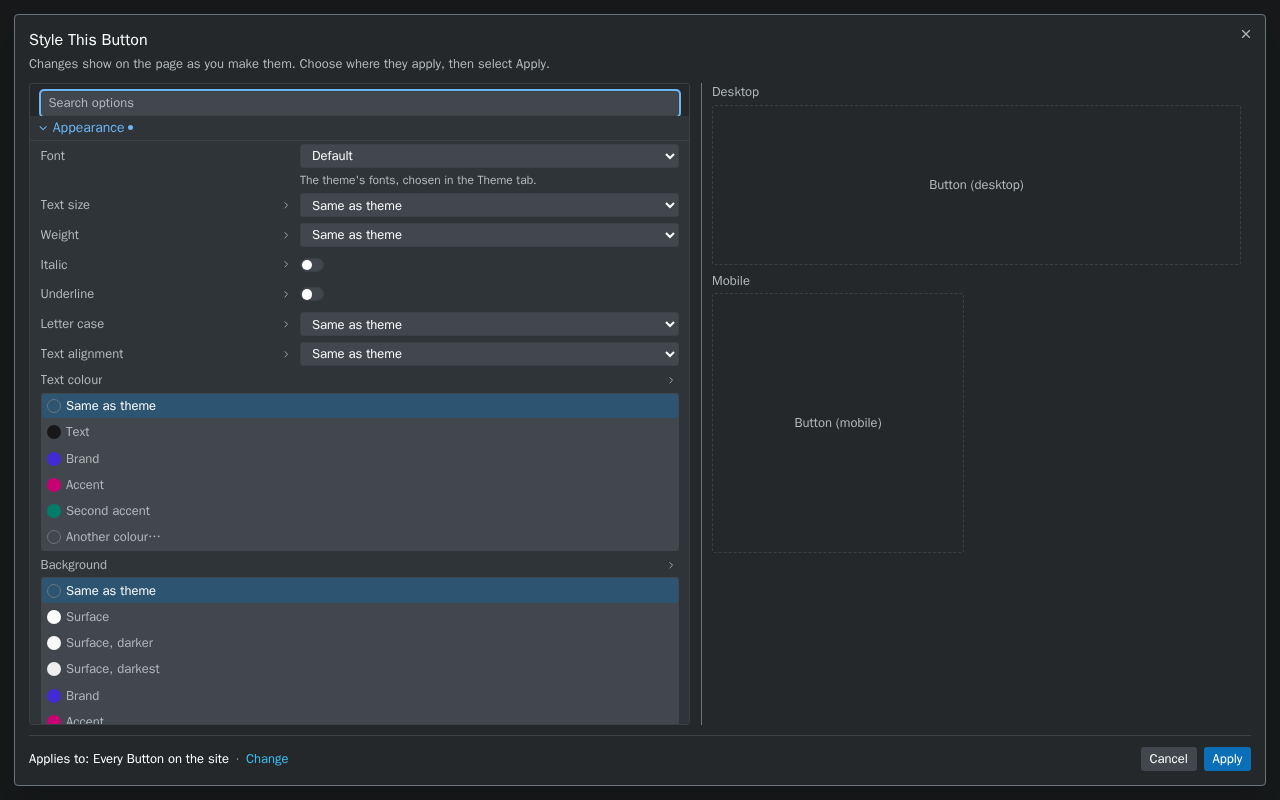 Style This Button
Changes show on the page as you make them. Choose where they apply, then select Apply.
Search options
Appearance
Font
Default
The theme's fonts, chosen in the Theme tab.
Text size
Same as theme
Weight
Same as theme
Italic
Underline
Letter case
Same as theme
Text alignment
Same as theme
Text colour
Same as theme
Text
Brand
Accent
Second accent
Another colour…
Background
Same as theme
Surface
Surface, darker
Surface, darkest
Brand
Accent
Desktop
Button (desktop)
Mobile
Button (mobile)
Applies to: Every Button on the site · Change
Cancel
Apply